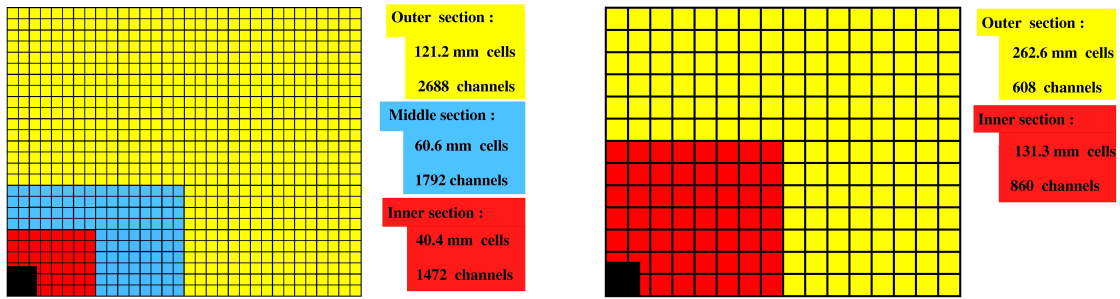 Outer section :
121.2 mm cells
2688 channels
Middle section :
60.6 mm cells
1792 channels
Inner section :
40.4 mm cells
1472 channels
Outer section :
262.6 mm cells
608 channels
Inner section :
131.3 mm cells
860 channels